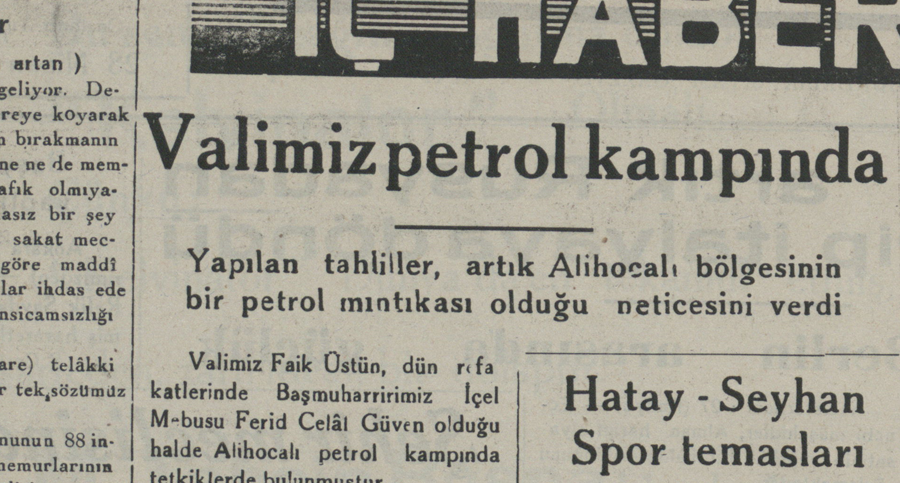 r
artan )
geliyor. De-
reye koyarak
bırakmanın
ne ne de mem-
afık olmıya-
asız bir şey
sakat mec-
göre maddî
lar ihdas ede
nsicamsızlığı
are) telâkki
r tek sözümüz
nunun 88 in-
nemurlarının
İÇ HABER
Valimiz petrol kampında
Yapılan tahliller, artık Alihocalı bölgesinin
bir petrol mıntıkası olduğu neticesini verdi
Valimiz Faik Üstün, dün refa
katlerinde Başmuharririmiz İçel
Mebusu Ferid Celâl Güven olduğu
halde Alihocalı petrol kampında
tetkiklerde bulunmuştur.
Hatay - Seyhan
Spor temasları